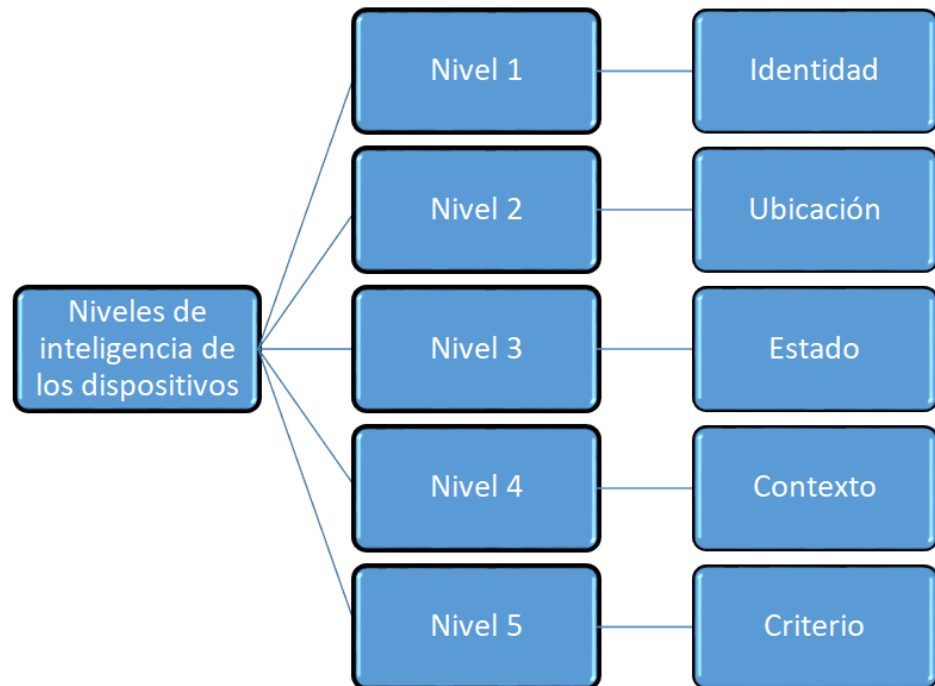 Nivel 1
Identidad
Nivel 2
Ubicación
Niveles de
inteligencia de
los dispositivos
Nivel 3
Estado
Nivel 4
Contexto
Nivel 5
Criterio